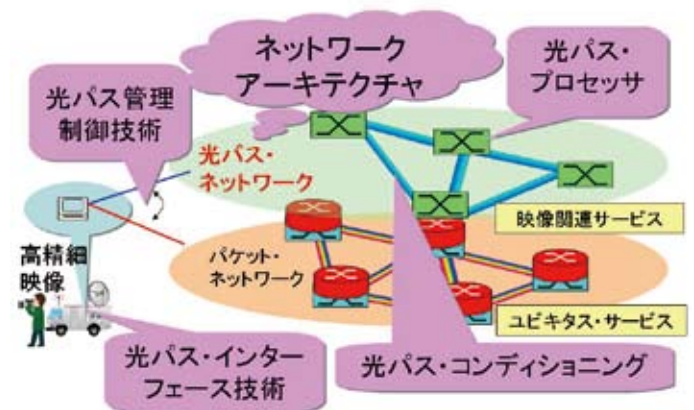 ネットワーク
アーキテクチャ
光パス・
プロセッサ
光パス管理
制御技術
光パス・
ネットワーク
映像関連サービス
高精細
映像
パケット・
ネットワーク
ユビキタス・サービス
光パス・インター
フェース技術
光パス・コンディショニング